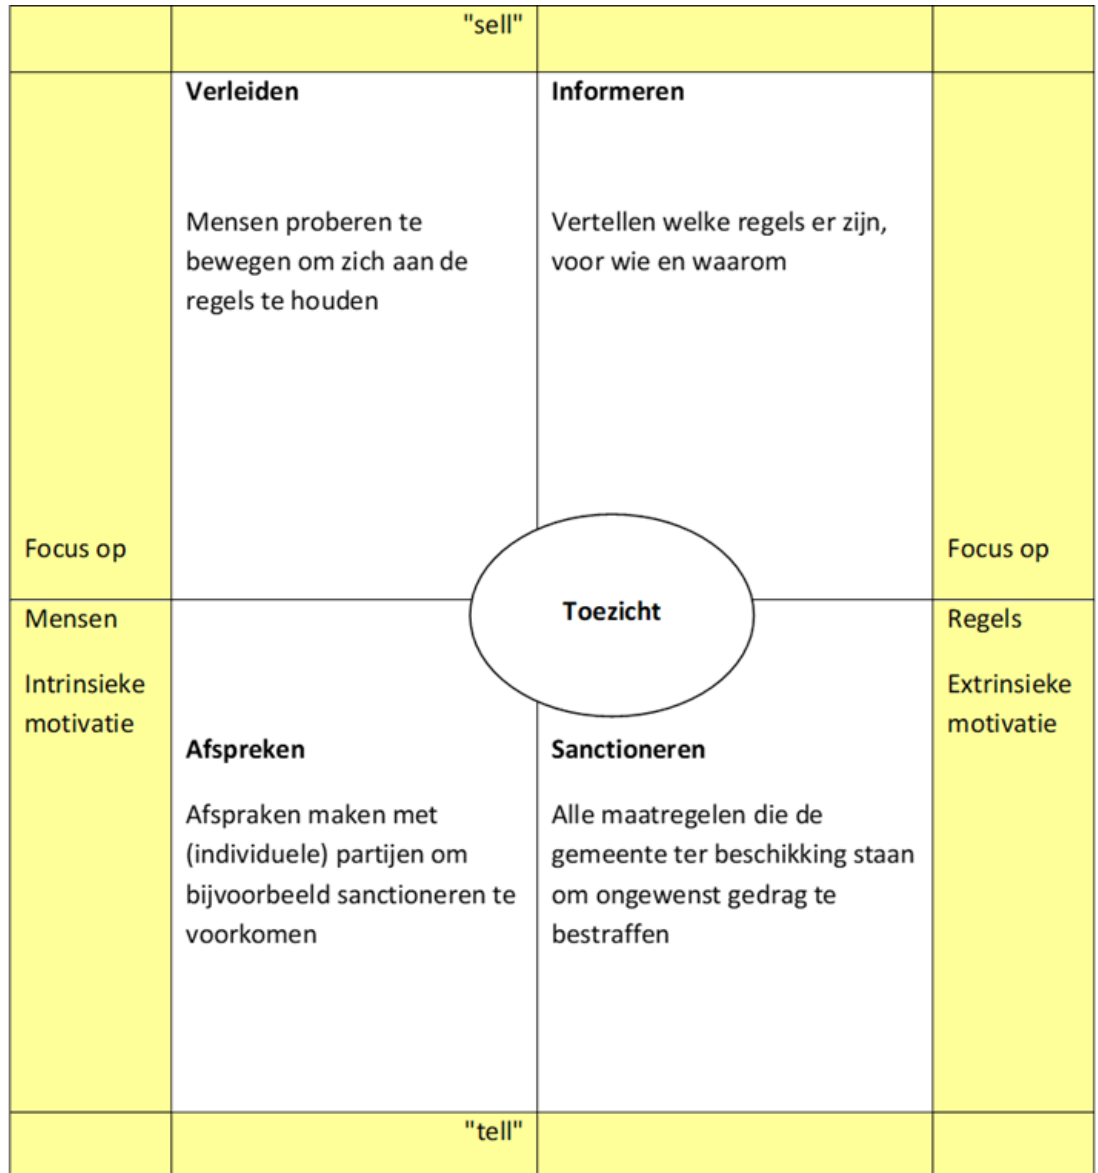 "sell"
Verleiden
Informeren
Mensen proberen te
bewegen om zich aan de
regels te houden
Vertellen welke regels er zijn,
voor wie en waarom
Focus op
Focus op
Toezicht
Mensen
Regels
Intrinsieke
motivatie
Extrinsieke
motivatie
Afspreken
Sanctioneren
Afspraken maken met
(individuele) partijen om
bijvoorbeeld sanctioneren te
voorkomen
Alle maatregelen die de
gemeente ter beschikking staan
om ongewenst gedrag te
bestraffen
"tell"